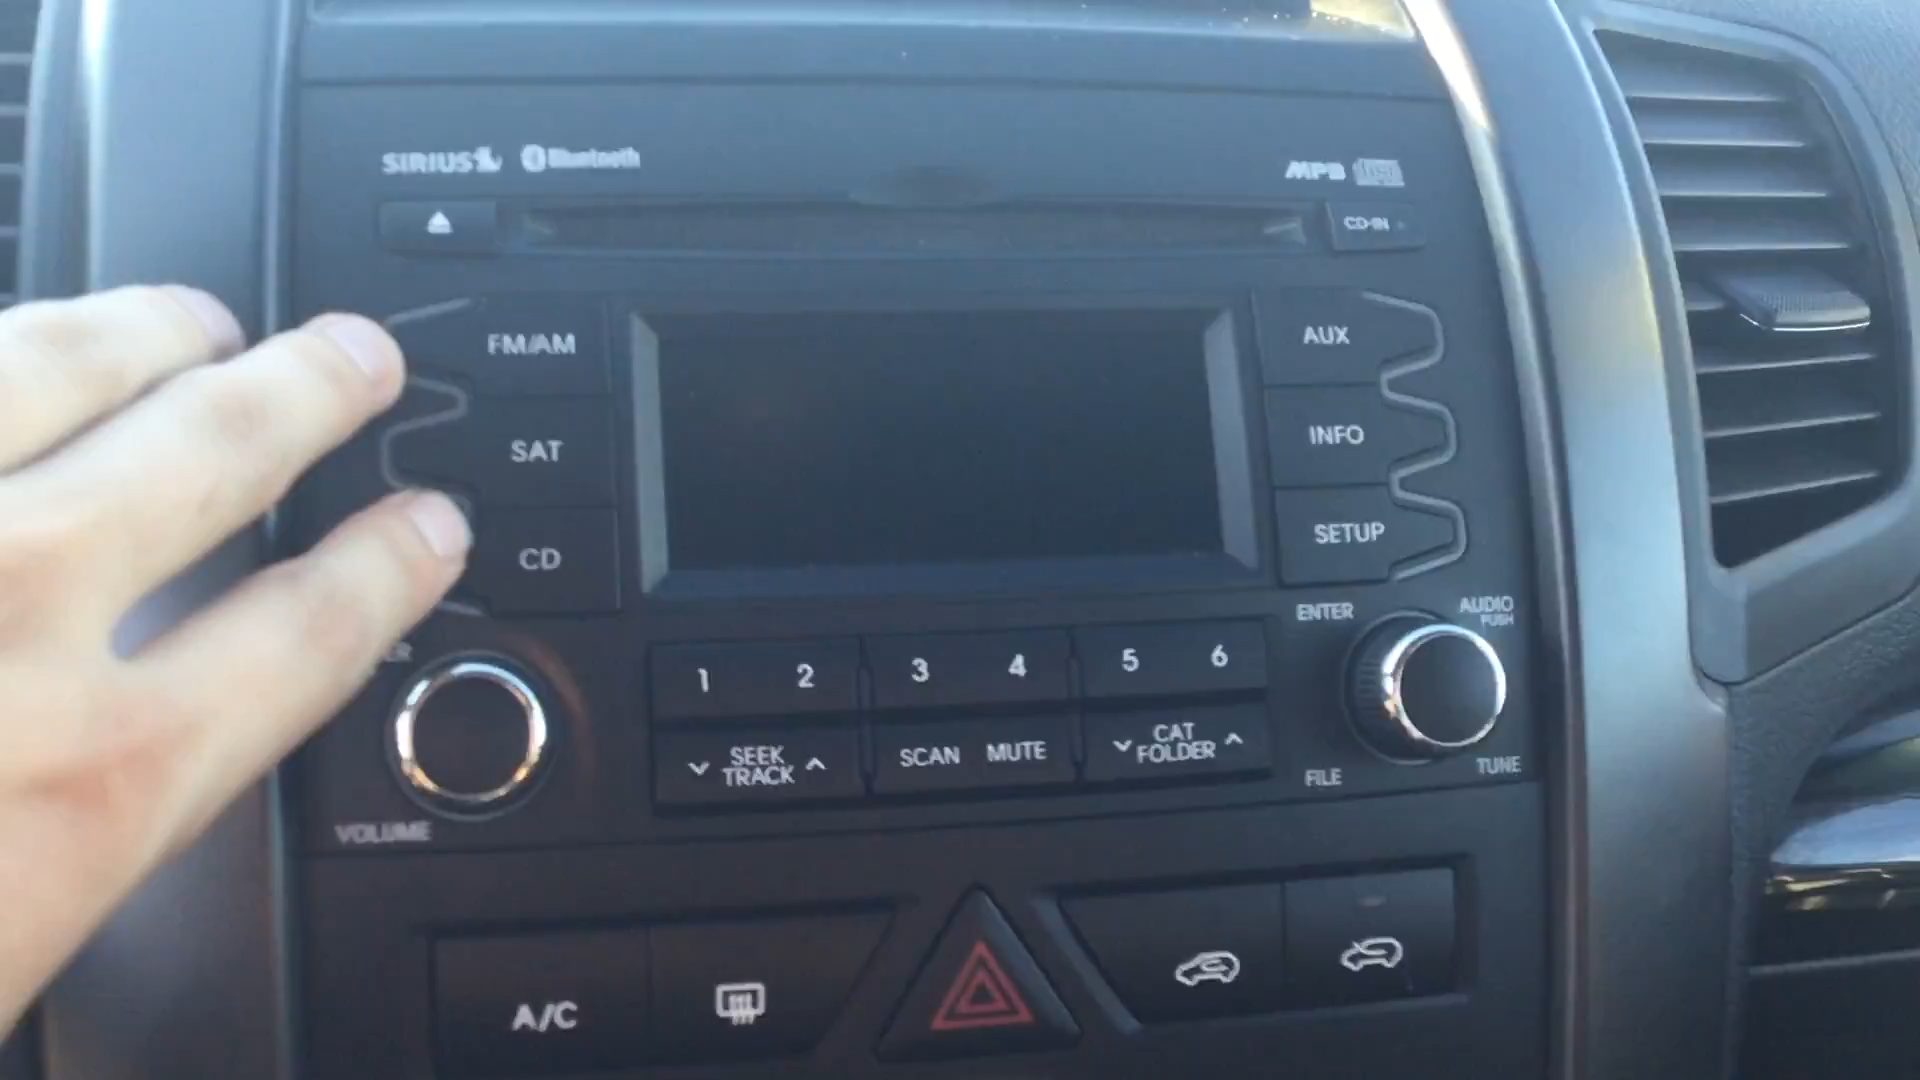 SIRIUS Bluetooth
MP3
CD-IN
FM/AM
AUX
SAT
INFO
CD
SETUP
ENTER
AUDIO
PUSH
1 2 3 4 5 6
SEEK
TRACK
SCAN MUTE
CAT
FOLDER
FILE
TUNE
VOLUME
A/C